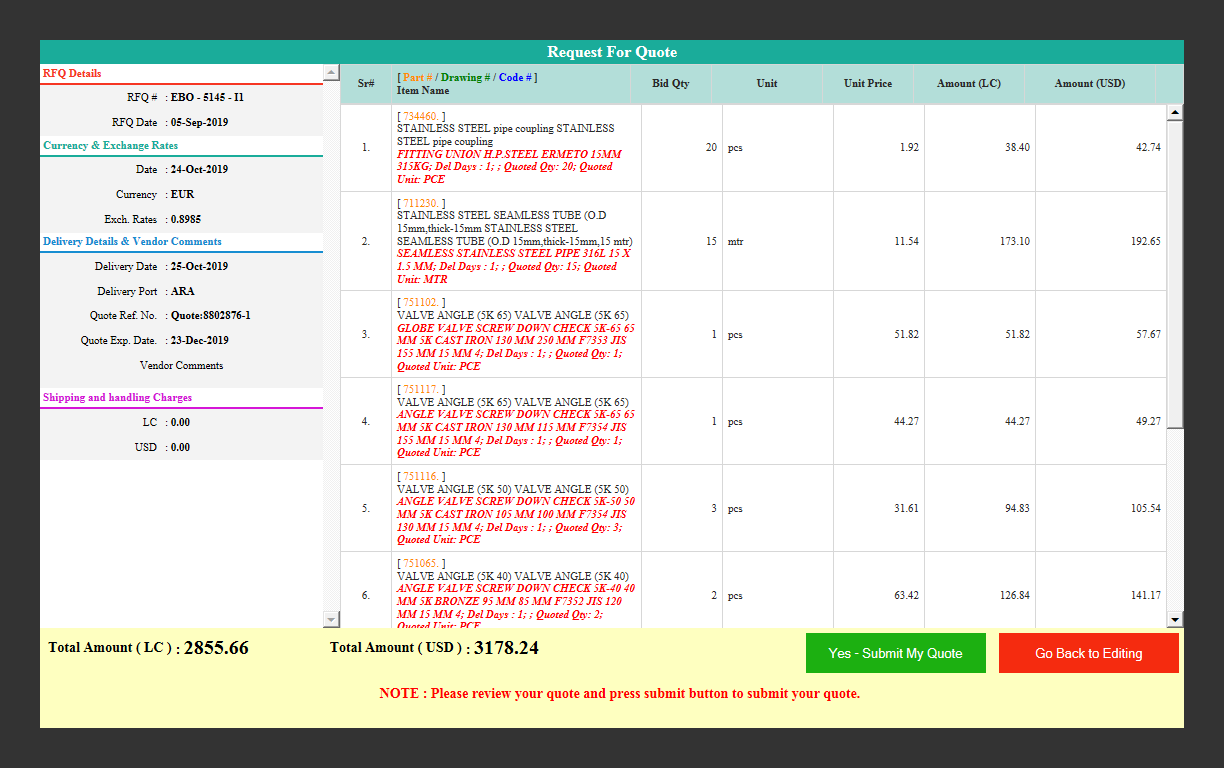 Request For Quote
RFQ Details
RFQ # : EBO - 5145 - I1
RFQ Date : 05-Sep-2019
Currency & Exchange Rates
Date : 24-Oct-2019
Currency : EUR
Exch. Rates : 0.8985
Delivery Details & Vendor Comments
Delivery Date : 25-Oct-2019
Delivery Port : ARA
Quote Ref. No. : Quote:8802876-1
Quote Exp. Date. : 23-Dec-2019
Vendor Comments
Shipping and handling Charges
LC : 0.00
USD : 0.00
Sr# [ Part # / Drawing # / Code # ] Bid Qty Unit Unit Price Amount (LC) Amount (USD)
Item Name
[ 734460. ]
STAINLESS STEEL pipe coupling STAINLESS
STEEL pipe coupling
1. 20 pcs 1.92 38.40 42.74
FITTING UNION H.P.STEEL ERMETO 15MM
315KG; Del Days : 1; ; Quoted Qty: 20; Quoted
Unit: PCE
[ 711230. ]
STAINLESS STEEL SEAMLESS TUBE (O.D
15mm,thick-15mm STAINLESS STEEL
SEAMLESS TUBE (O.D 15mm,thick-15mm,15 mtr)
2. 15 mtr 11.54 173.10 192.65
SEAMLESS STAINLESS STEEL PIPE 316L 15 X
1.5 MM; Del Days : 1; ; Quoted Qty: 15; Quoted
Unit: MTR
[ 751102. ]
VALVE ANGLE (5K 65) VALVE ANGLE (5K 65)
GLOBE VALVE SCREW DOWN CHECK 5K-65 65
3. 1 pcs 51.82 51.82 57.67
MM 5K CAST IRON 130 MM 250 MM F7353 JIS
155 MM 15 MM 4; Del Days : 1; ; Quoted Qty: 1;
Quoted Unit: PCE
[ 751117. ]
VALVE ANGLE (5K 65) VALVE ANGLE (5K 65)
ANGLE VALVE SCREW DOWN CHECK 5K-65 65
4. 1 pcs 44.27 44.27 49.27
MM 5K CAST IRON 130 MM 115 MM F7354 JIS
155 MM 15 MM 4; Del Days : 1; ; Quoted Qty: 1;
Quoted Unit: PCE
[ 751116. ]
VALVE ANGLE (5K 50) VALVE ANGLE (5K 50)
ANGLE VALVE SCREW DOWN CHECK 5K-50 50
5. 3 pcs 31.61 94.83 105.54
MM 5K CAST IRON 105 MM 100 MM F7354 JIS
130 MM 15 MM 4; Del Days : 1; ; Quoted Qty: 3;
Quoted Unit: PCE
[ 751065. ]
VALVE ANGLE (5K 40) VALVE ANGLE (5K 40)
ANGLE VALVE SCREW DOWN CHECK 5K-40 40
6. 2 pcs 63.42 126.84 141.17
MM 5K BRONZE 95 MM 85 MM F7352 JIS 120
MM 15 MM 4; Del Days : 1; ; Quoted Qty: 2;
Quoted Unit: PCE
Total Amount ( LC ) : 2855.66 Total Amount ( USD ) : 3178.24 Yes - Submit My Quote Go Back to Editing
NOTE : Please review your quote and press submit button to submit your quote.